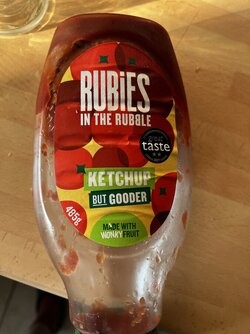 RUBiES
IN THE RUBBLE
great
taste
KETCHUP
BUT GOODER
485g
MADE WITH
WONKY FRUIT